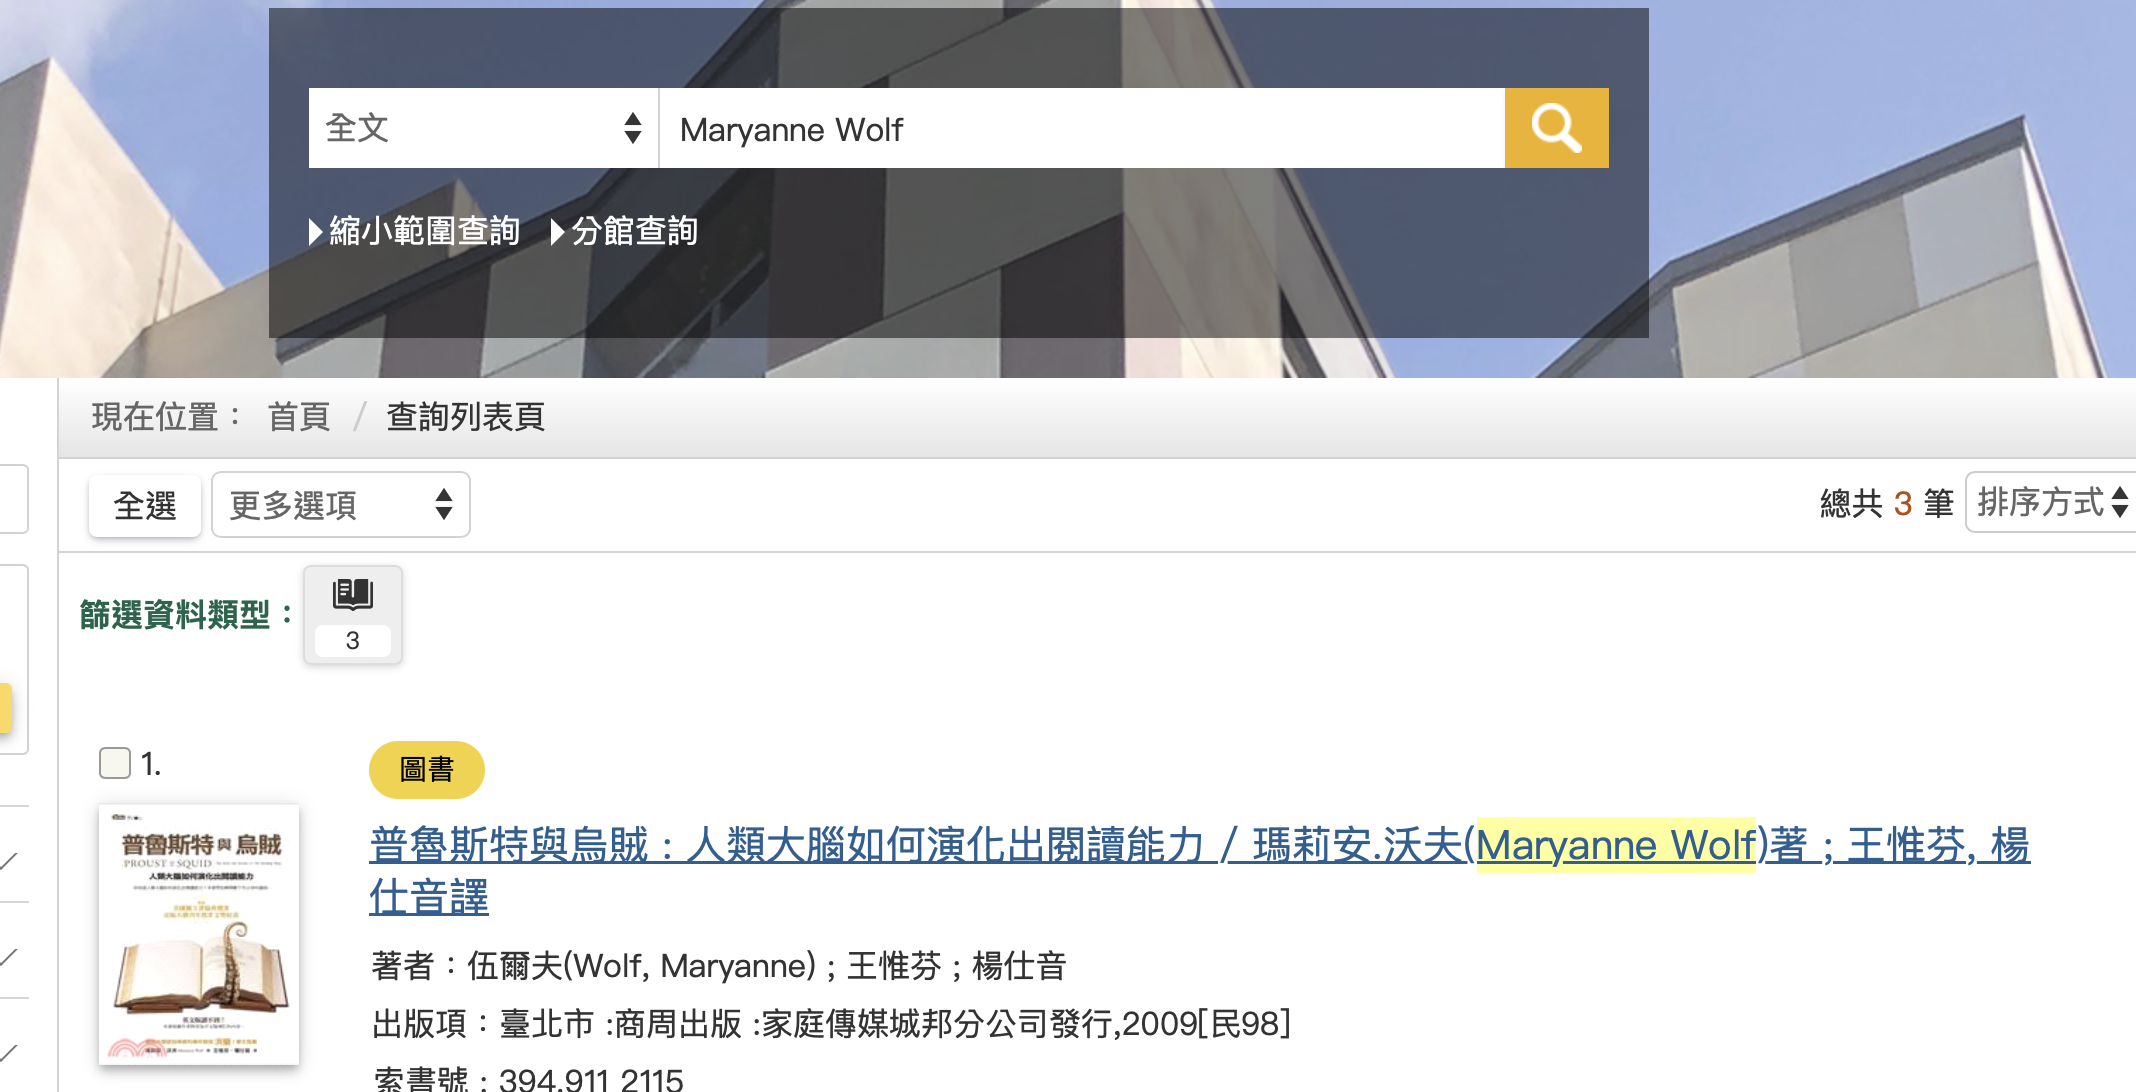 全文
Maryanne Wolf
縮小範圍查詢 分館查詢
現在位置： 首頁 / 查詢列表頁
全選 更多選項 總共 3 筆 排序方式
篩選資料類型：
3
1.
圖書
普魯斯特與烏賊 : 人類大腦如何演化出閱讀能力 / 瑪莉安.沃夫(Maryanne Wolf)著 ; 王惟芬, 楊
仕音譯
著者：伍爾夫(Wolf, Maryanne) ; 王惟芬 ; 楊仕音
出版項：臺北市 :商周出版 :家庭傳媒城邦分公司發行,2009[民98]
索書號 : 394.911 2115
普魯斯特與烏賊
PROUST AND THE SQUID
人類大腦如何演化出閱讀能力